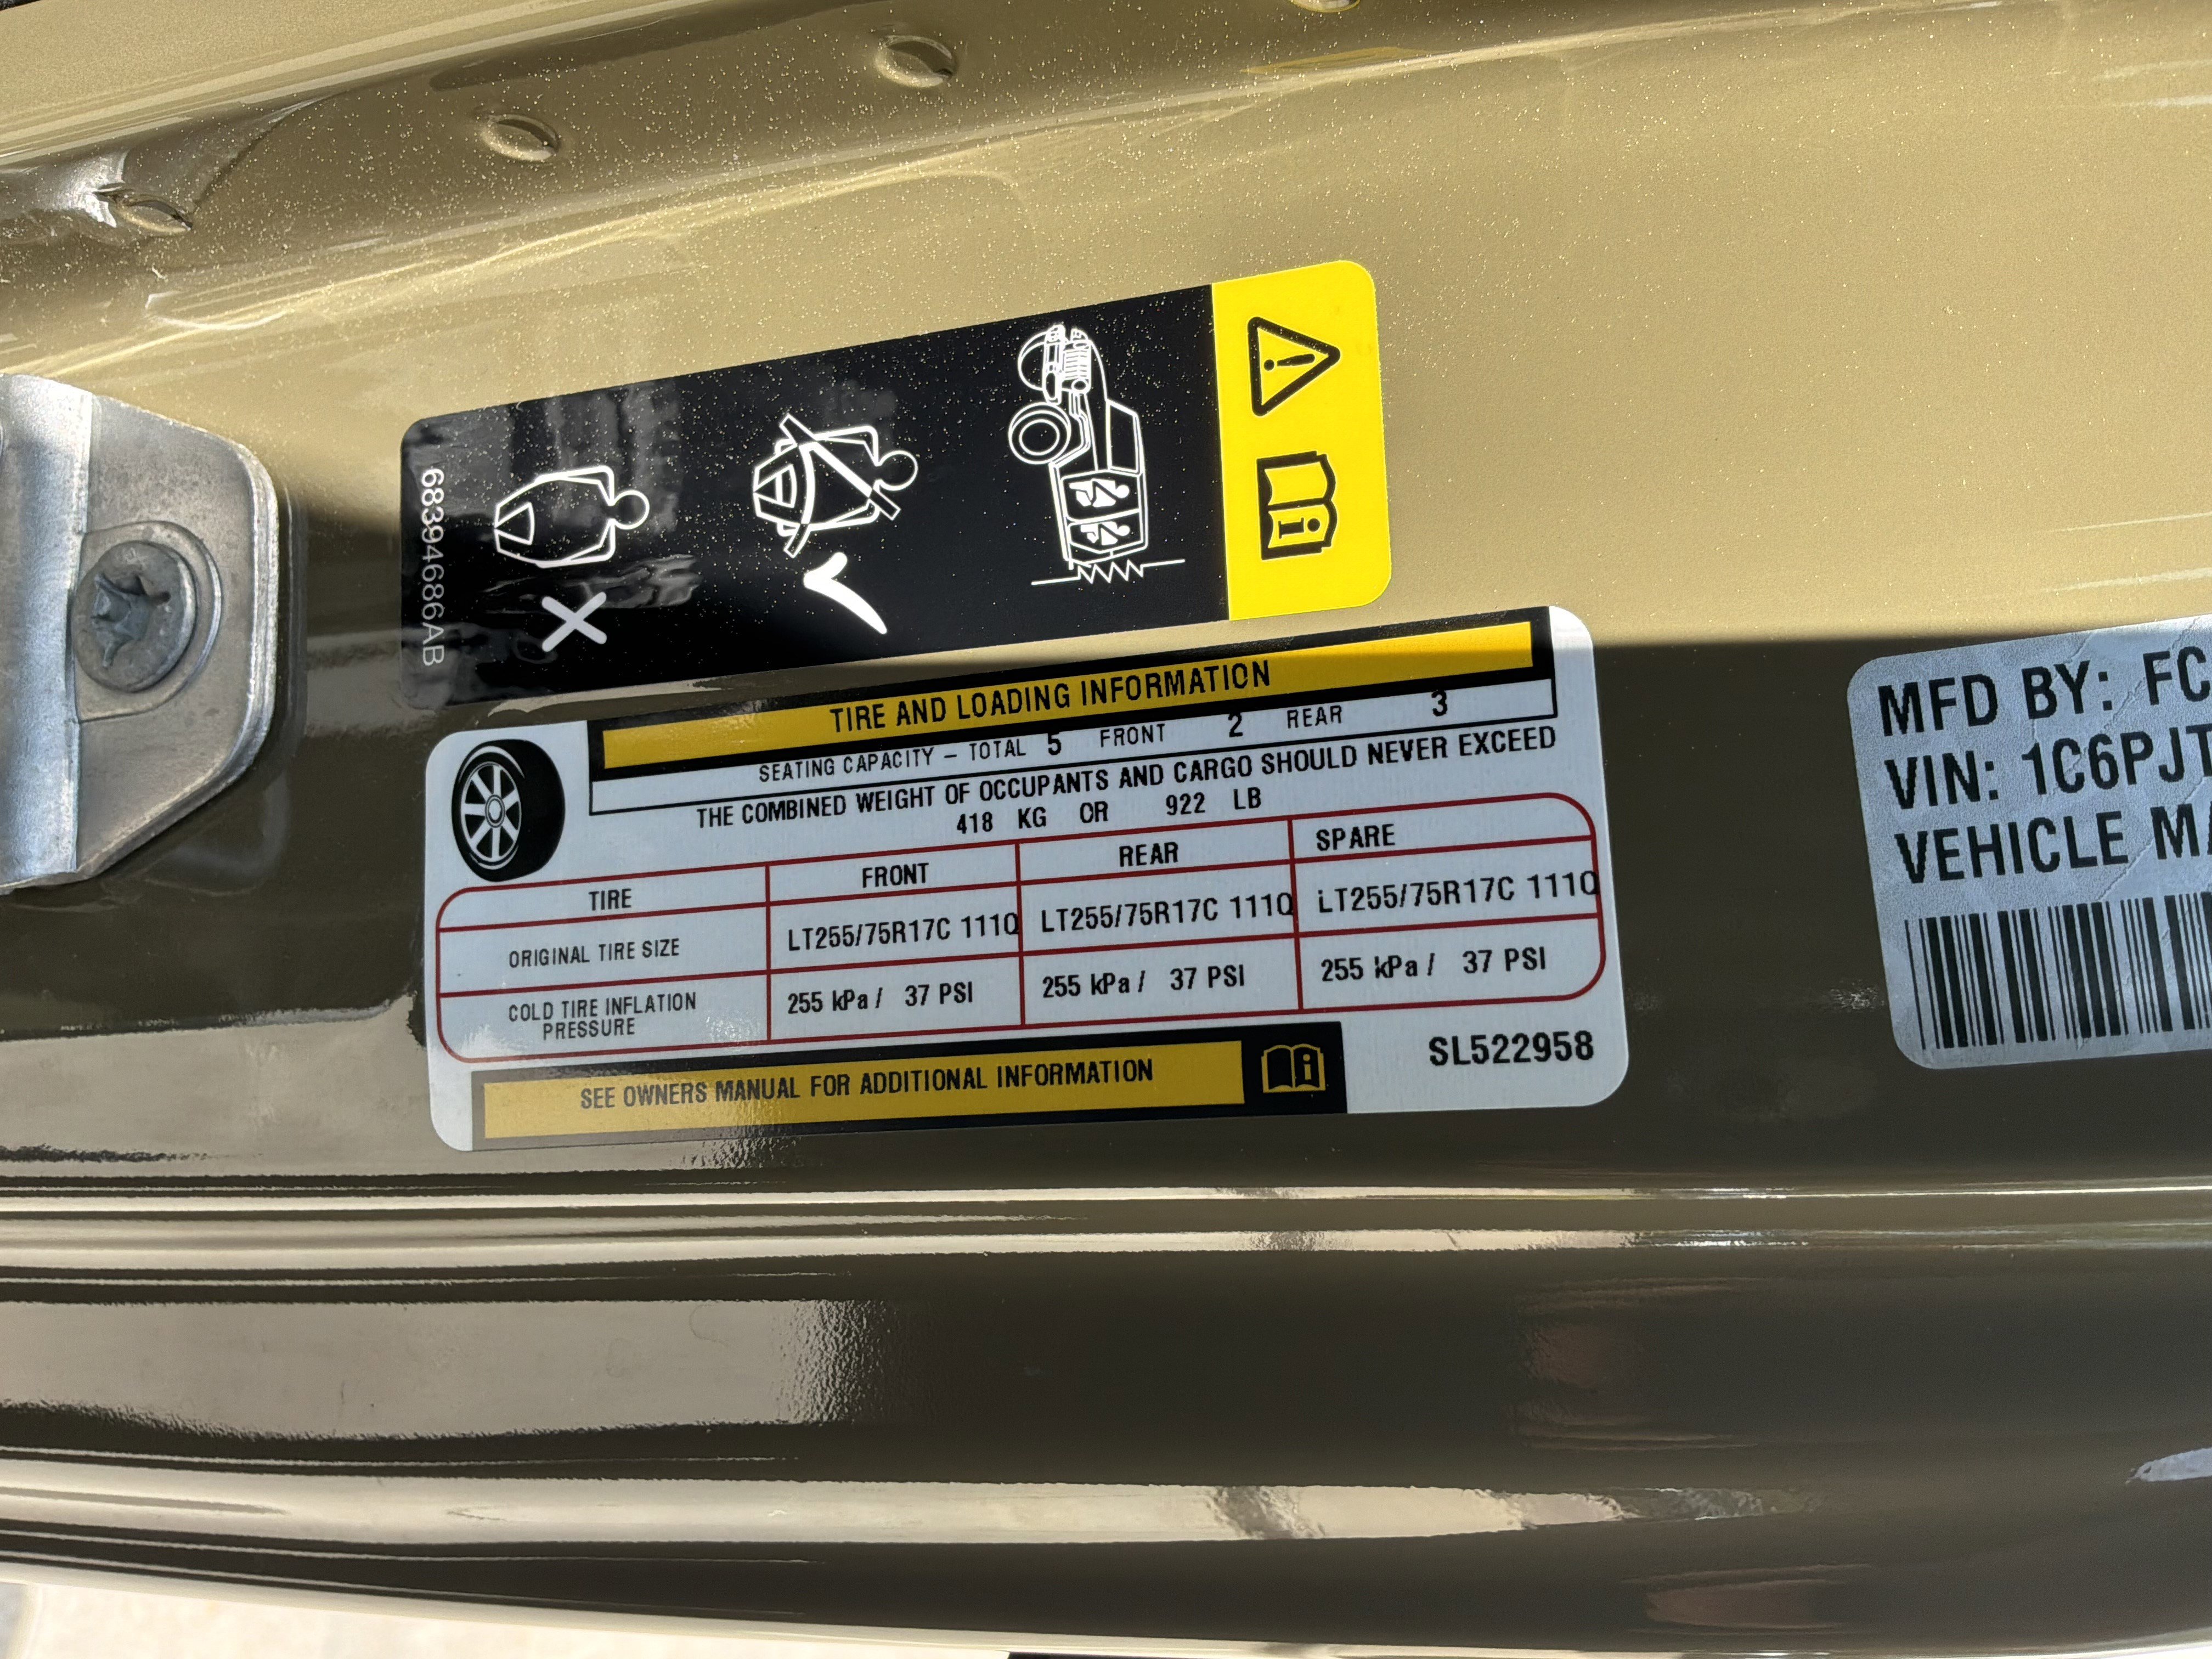 68394686AB
TIRE AND LOADING INFORMATION
SEATING CAPACITY – TOTAL 5 FRONT 2 REAR 3
THE COMBINED WEIGHT OF OCCUPANTS AND CARGO SHOULD NEVER EXCEED
418 KG OR 922 LB
TIRE FRONT REAR SPARE
ORIGINAL TIRE SIZE LT255/75R17C 111Q LT255/75R17C 111Q LT255/75R17C 111Q
COLD TIRE INFLATION
PRESSURE 255 kPa / 37 PSI 255 kPa / 37 PSI 255 kPa / 37 PSI
SEE OWNERS MANUAL FOR ADDITIONAL INFORMATION
SL522958
MFD BY: FC
VIN: 1C6PJT
VEHICLE MA